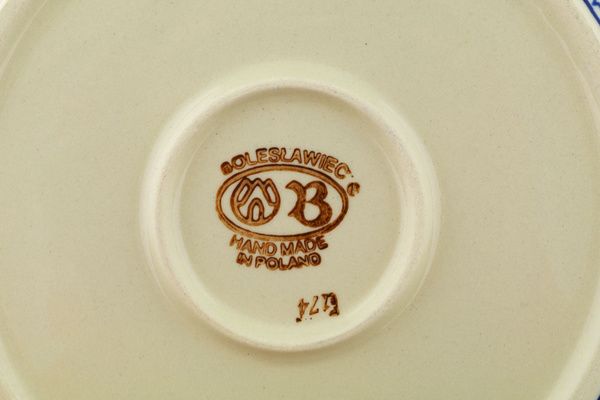 BOLESŁAWIEC ®
B
HAND MADE
IN POLAND